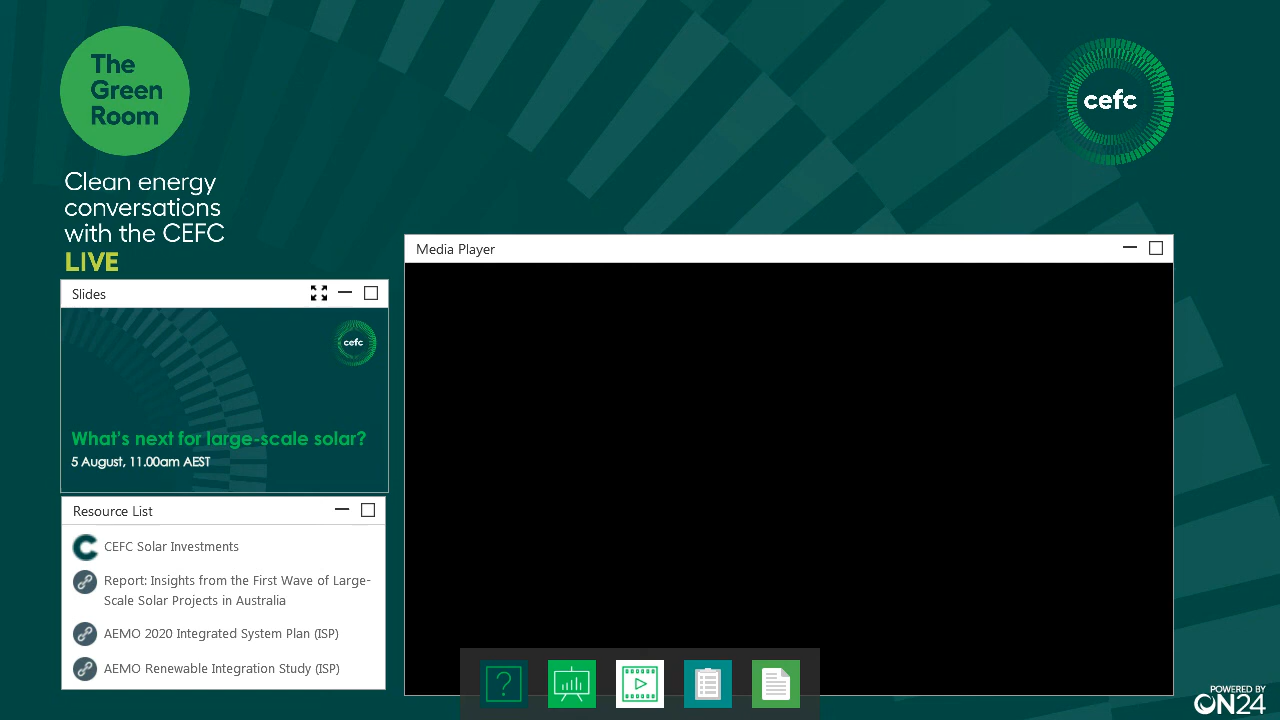 The
Green
Room
cefc
Clean energy
conversations
with the CEFC
LIVE
Media Player
Slides
cefc
What's next for large-scale solar?
5 August, 11.00am AEST
Resource List
CEFC Solar Investments
Report: Insights from the First Wave of Large-
Scale Solar Projects in Australia
AEMO 2020 Integrated System Plan (ISP)
AEMO Renewable Integration Study (ISP)
?
POWERED BY
ON24